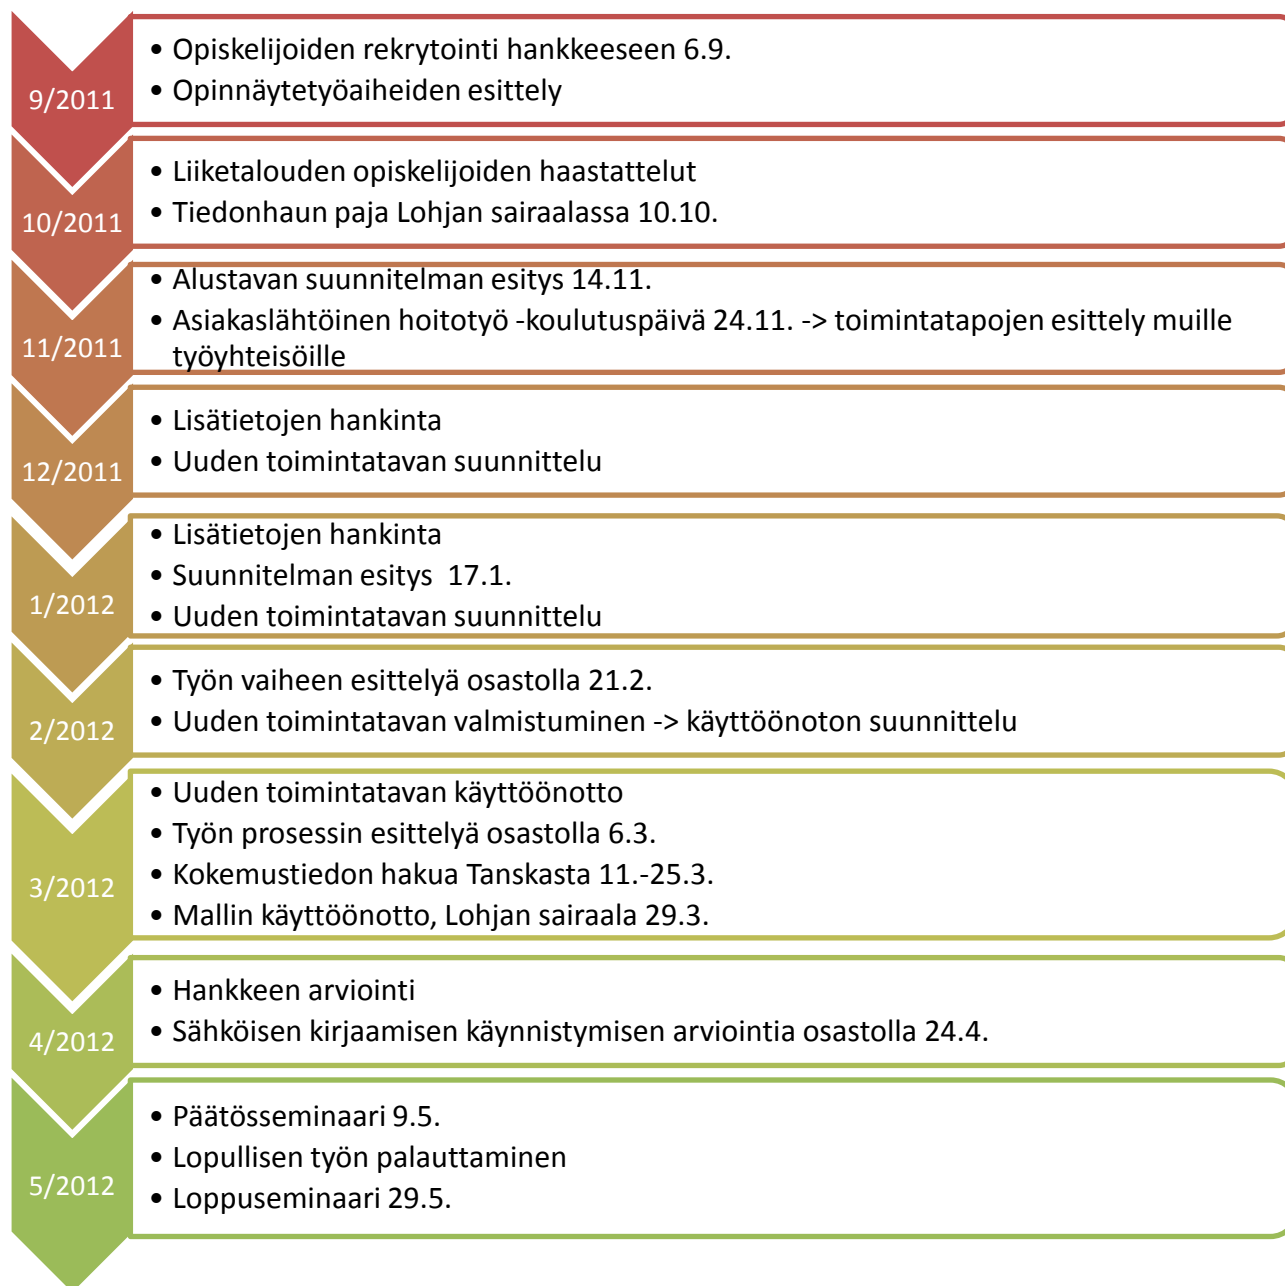 9/2011
• Opiskelijoiden rekrytointi hankkeeseen 6.9.
• Opinnäytetyöaiheiden esittely
10/2011
• Liiketalouden opiskelijoiden haastattelut
• Tiedonhaun paja Lohjan sairaalassa 10.10.
11/2011
• Alustavan suunnitelman esitys 14.11.
• Asiakaslähtöinen hoitotyö -koulutuspäivä 24.11. -> toimintatapojen esittely muille
työyhteisöille
12/2011
• Lisätietojen hankinta
• Uuden toimintatavan suunnittelu
1/2012
• Lisätietojen hankinta
• Suunnitelman esitys  17.1.
• Uuden toimintatavan suunnittelu
2/2012
• Työn vaiheen esittelyä osastolla 21.2.
• Uuden toimintatavan valmistuminen -> käyttöönoton suunnittelu
3/2012
• Uuden toimintatavan käyttöönotto
• Työn prosessin esittelyä osastolla 6.3.
• Kokemustiedon hakua Tanskasta 11.-25.3.
• Mallin käyttöönotto, Lohjan sairaala 29.3.
4/2012
• Hankkeen arviointi
• Sähköisen kirjaamisen käynnistymisen arviointia osastolla 24.4.
5/2012
• Päätösseminaari 9.5.
• Lopullisen työn palauttaminen
• Loppuseminaari 29.5.